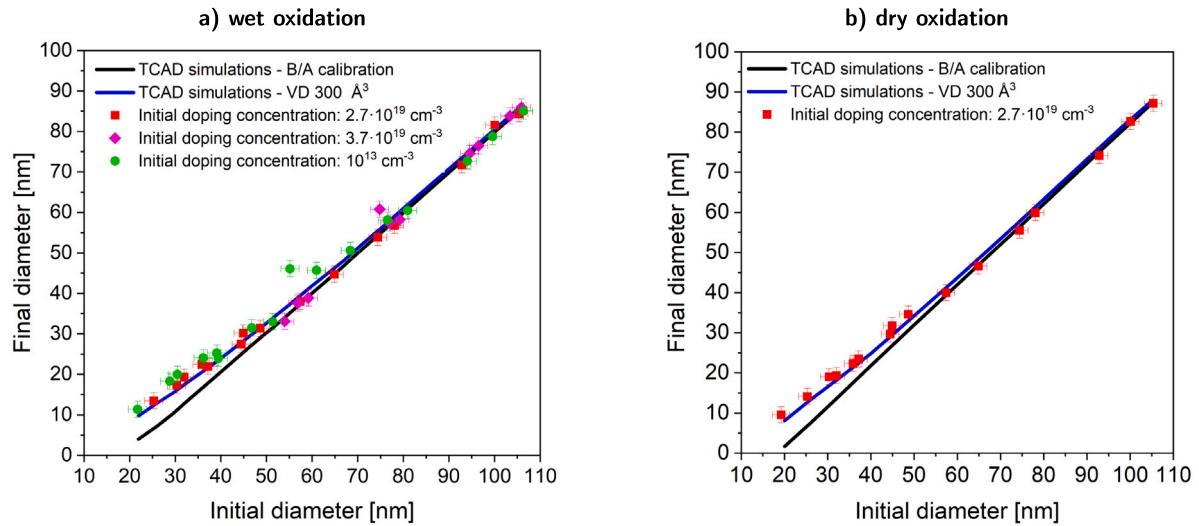 a) wet oxidation
TCAD simulations - B/A calibration
TCAD simulations - VD 300 Å³
Initial doping concentration: 2.7·10¹⁹ cm⁻³
Initial doping concentration: 3.7·10¹⁹ cm⁻³
Initial doping concentration: 10¹³ cm⁻³
Final diameter [nm]
100
90
80
70
60
50
40
30
20
10
0
10 20 30 40 50 60 70 80 90 100 110
Initial diameter [nm]
b) dry oxidation
TCAD simulations - B/A calibration
TCAD simulations - VD 300 Å³
Initial doping concentration: 2.7·10¹⁹ cm⁻³
Final diameter [nm]
100
90
80
70
60
50
40
30
20
10
0
10 20 30 40 50 60 70 80 90 100 110
Initial diameter [nm]